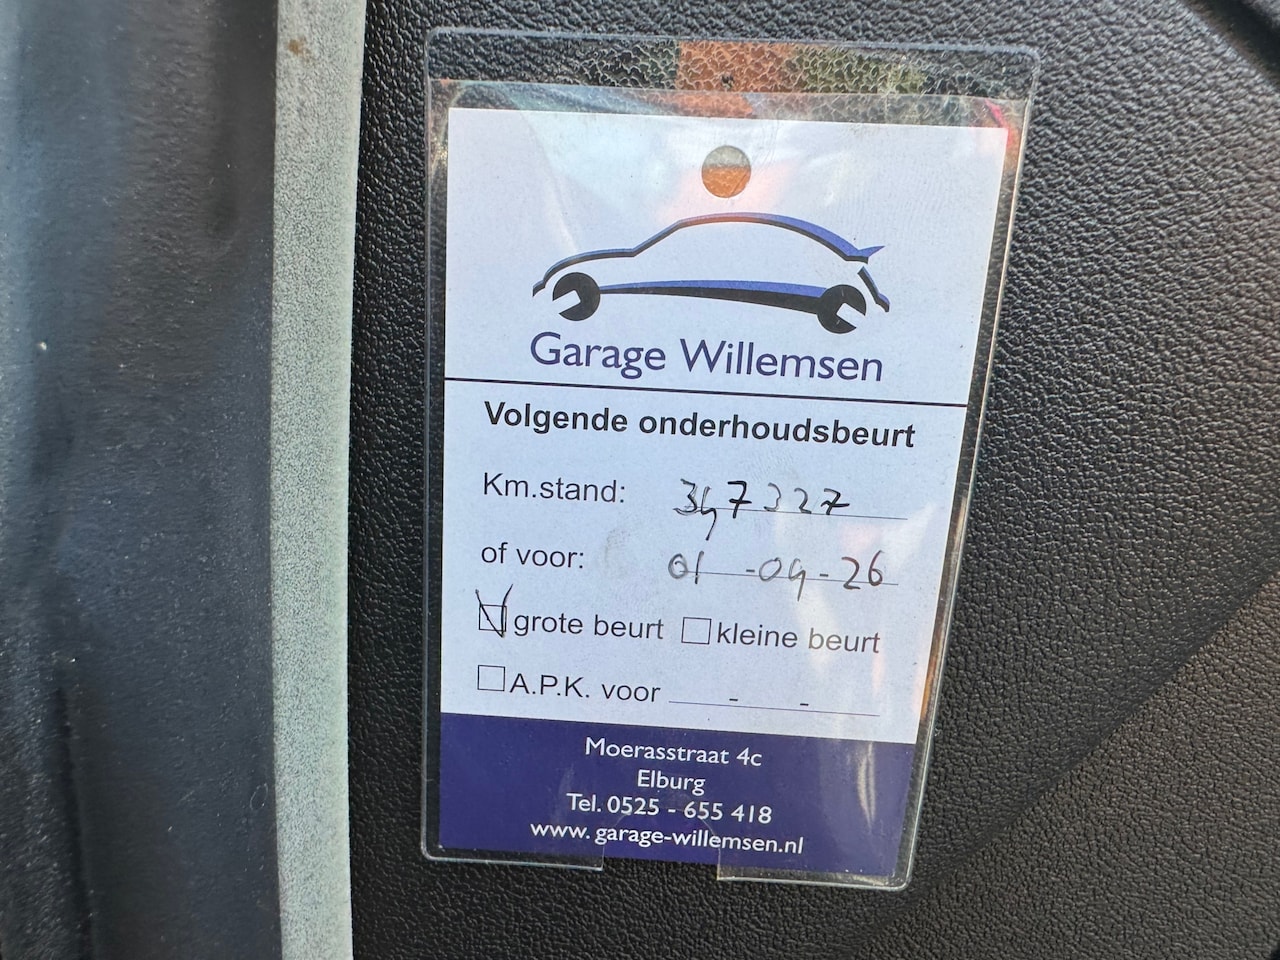 Garage Willemsen
Volgende onderhoudsbeurt
Km.stand: 347327
of voor: 01-09-26
grote beurt kleine beurt
A.P.K. voor - -
Moerasstraat 4c
Elburg
Tel. 0525 - 655 418
www.garage-willemsen.nl